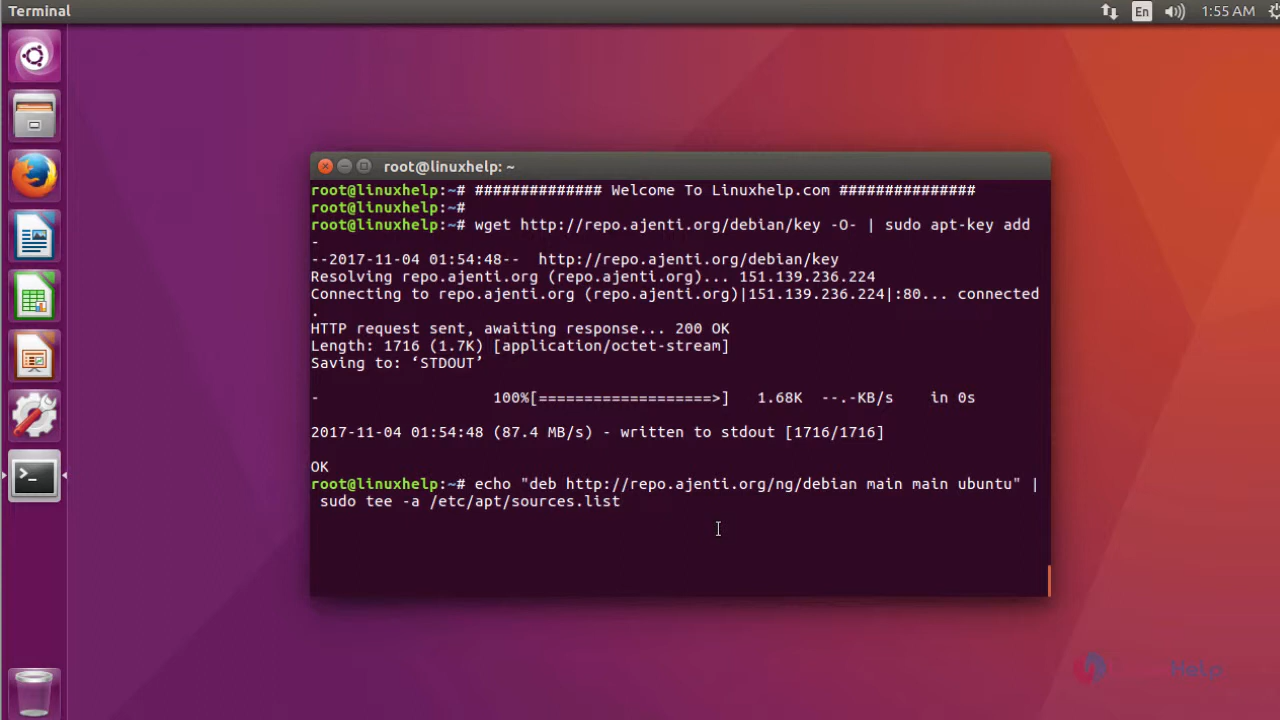 Terminal
En
1:55 AM
root@linuxhelp: ~
root@linuxhelp:~# ############## Welcome To Linuxhelp.com ###############
root@linuxhelp:~#
root@linuxhelp:~# wget http://repo.ajenti.org/debian/key -O- | sudo apt-key add
-
--2017-11-04 01:54:48--  http://repo.ajenti.org/debian/key
Resolving repo.ajenti.org (repo.ajenti.org)... 151.139.236.224
Connecting to repo.ajenti.org (repo.ajenti.org)|151.139.236.224|:80... connected
.
HTTP request sent, awaiting response... 200 OK
Length: 1716 (1.7K) [application/octet-stream]
Saving to: ‘STDOUT’
-                   100%[===================>]   1.68K  --.-KB/s    in 0s
2017-11-04 01:54:48 (87.4 MB/s) - written to stdout [1716/1716]
OK
root@linuxhelp:~# echo "deb http://repo.ajenti.org/ng/debian main main ubuntu" |
 sudo tee -a /etc/apt/sources.list
Help